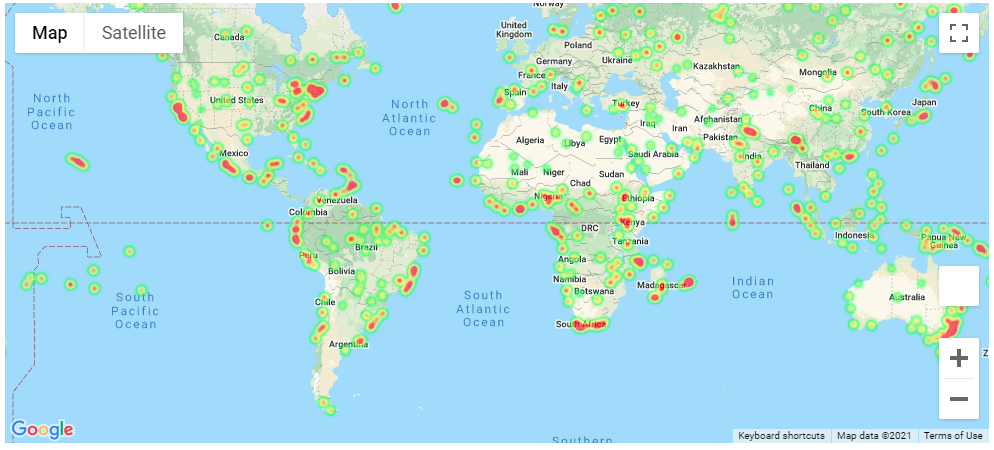 Map
Satellite
Norway
Canada
United
Kingdom
Poland
Germany
Ukraine
Kazakhstan
Mongolia
France
Italy
Spain
Turkey
North
Pacific
Ocean
United States
North
Atlantic
Ocean
China
Japan
South Korea
Afghanistan
Iraq
Iran
Pakistan
Algeria
Libya
Egypt
Saudi Arabia
India
Mexico
Mali
Niger
Sudan
Chad
Thailand
Venezuela
Nigeria
Ethiopia
Colombia
Kenya
DRC
Tanzania
Indonesia
Papua New
Guinea
Brazil
Peru
Angola
Bolivia
Namibia
Botswana
Madagascar
Indian
Ocean
South
Pacific
Ocean
South
Atlantic
Ocean
Australia
Chile
South Africa
Argentina
Z
Google
Southern
Keyboard shortcuts
Map data ©2021
Terms of Use